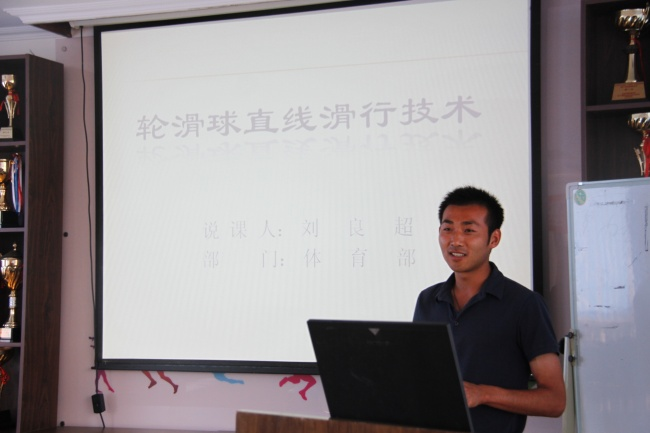 轮滑球直线滑行技术
说课人：刘 良 超
部 门：体 育 部